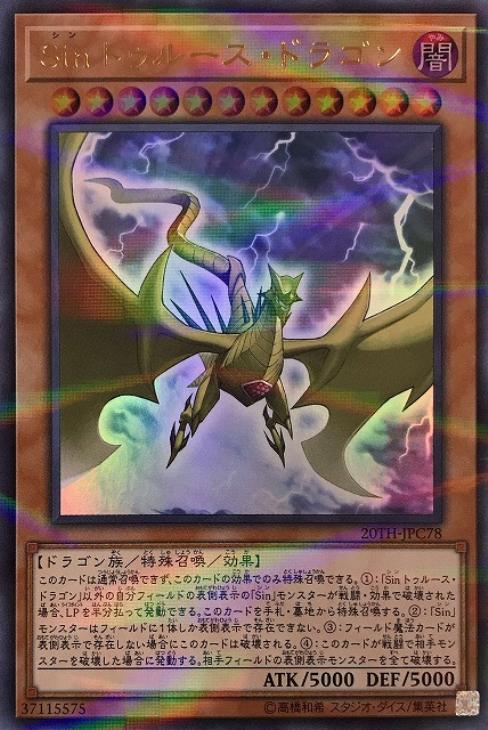 シン
Sin トゥルース・ドラゴン
やみ
闇
20TH-JPC78
【ドラゴン族／特殊召喚／効果】
このカードは通常召喚できず、このカードの効果でのみ特殊召喚できる。①：「Sin トゥルース・
ドラゴン」以外の自分フィールドの表側表示の「Sin」モンスターが戦闘・効果で破壊された
場合、LPを半分払って発動できる。このカードを手札・墓地から特殊召喚する。②：「Sin」
モンスターはフィールドに1体しか表側表示で存在できない。③：フィールド魔法カードが
表側表示で存在しない場合にこのカードは破壊される。④：このカードが戦闘で相手モン
スターを破壊した場合に発動する。相手フィールドの表側表示モンスターを全て破壊する。
ATK/5000 DEF/5000
37115575
©高橋和希 スタジオ・ダイス/集英社